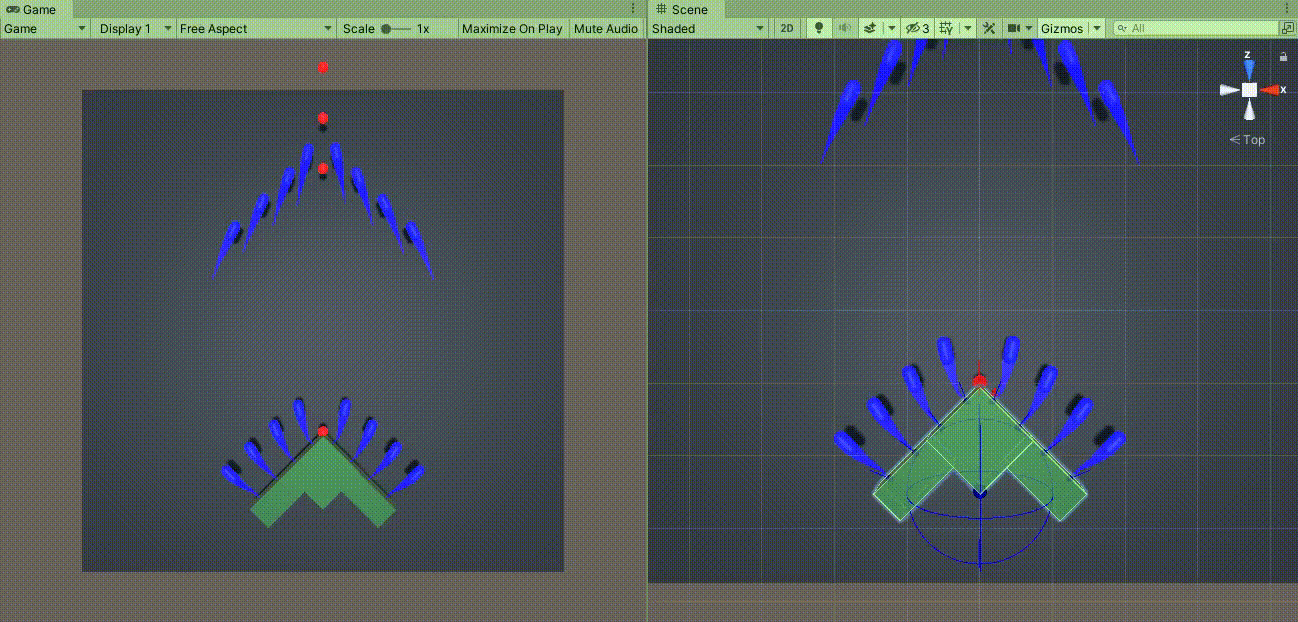 Game
Game Display 1 Free Aspect Scale 1x Maximize On Play Mute Audio
Scene
Shaded 2D 3 Gizmos All
z
x
Top